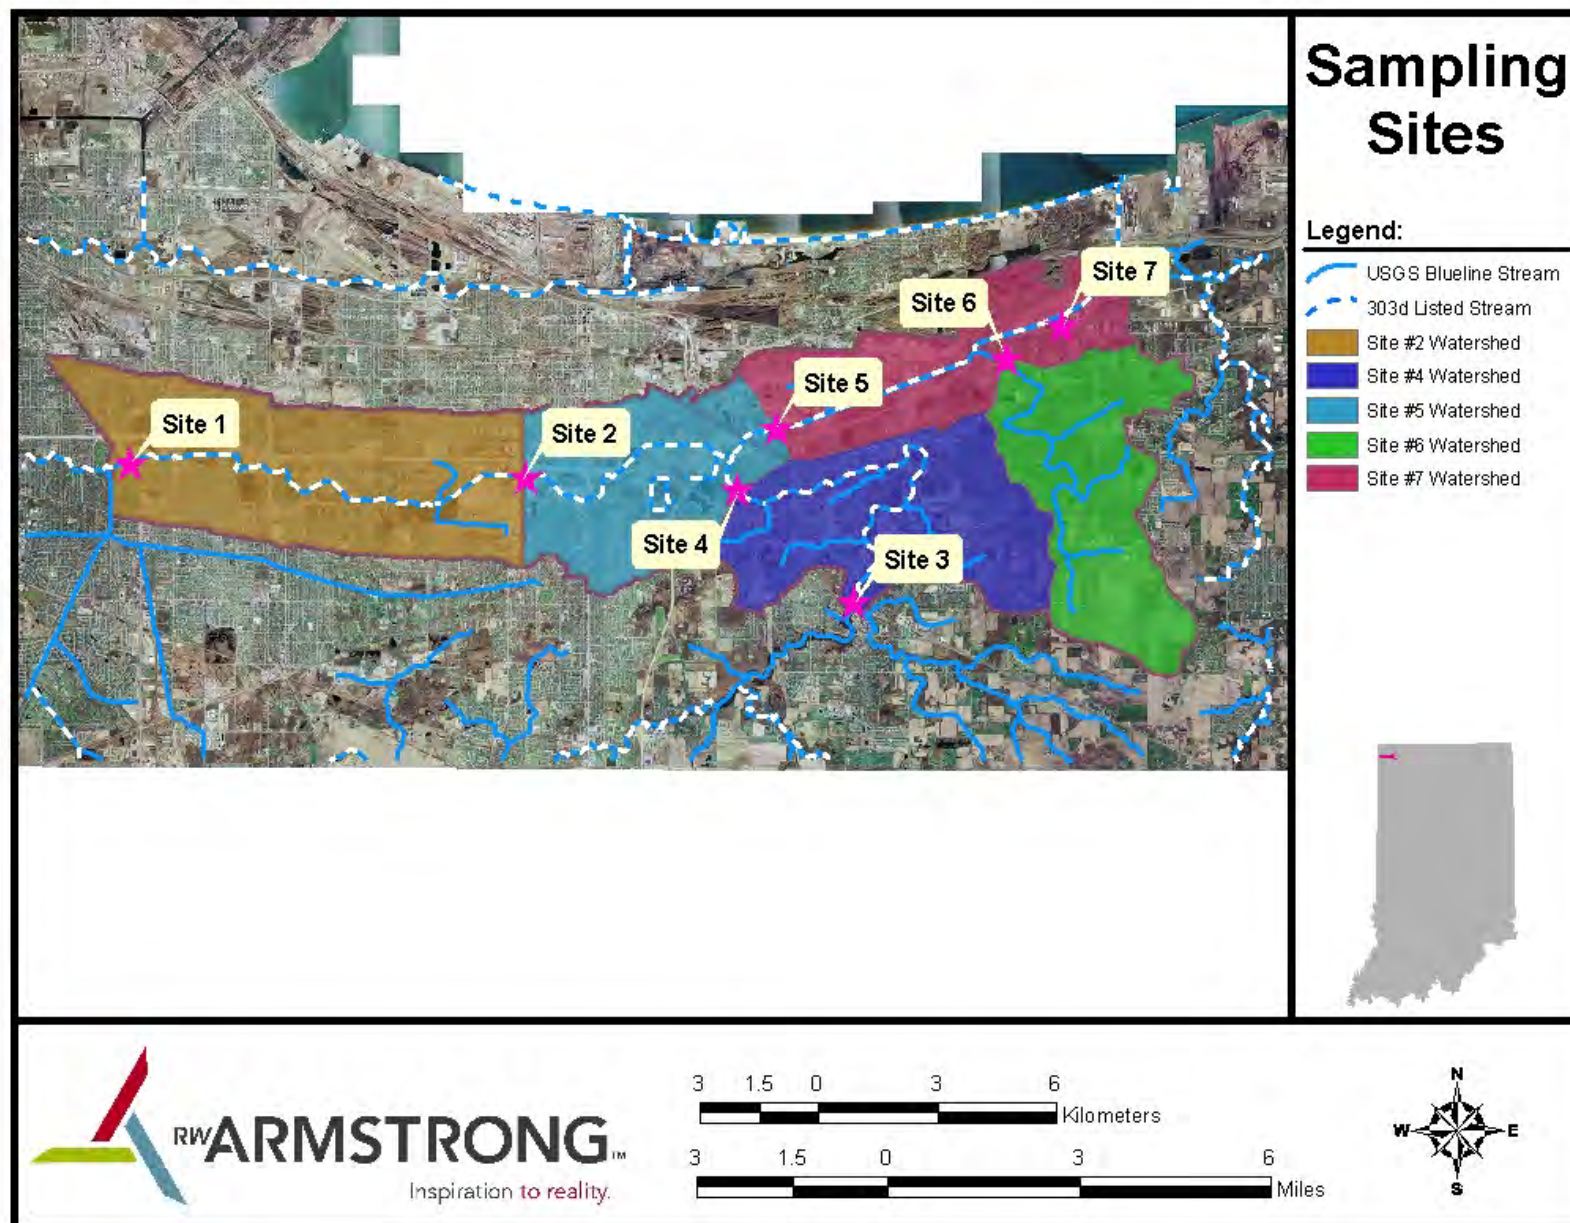 Sampling
Sites
Legend:
USGS Blueline Stream
303d Listed Stream
Site #2 Watershed
Site #4 Watershed
Site #5 Watershed
Site #6 Watershed
Site #7 Watershed
Site 7
Site 6
Site 5
Site 1
Site 2
Site 4
Site 3
RWARMSTRONG™
Inspiration to reality.
3 1.5 0 3 6
Kilometers
3 1.5 0 3 6
Miles
N
W E
S